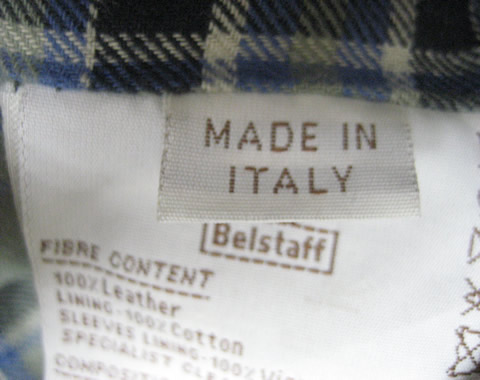 MADE IN
ITALY
Belstaff
FIBRE CONTENT
100% Leather
LINING-100% Cotton
SLEEVES LINING-100%
SPECIALIST